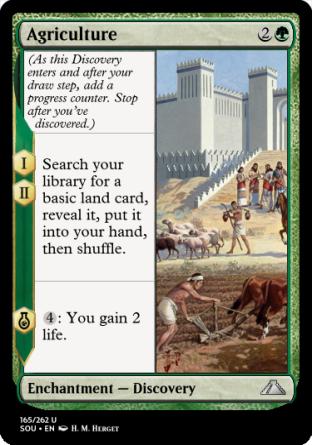 Agriculture 2
(As this Discovery
enters and after your
draw step, add a
progress counter. Stop
after you've
discovered.)
I
II
Search your
library for a
basic land card,
reveal it, put it
into your hand,
then shuffle.
4: You gain 2
life.
Enchantment — Discovery
165/262 U
SOU • EN H. M. Herget